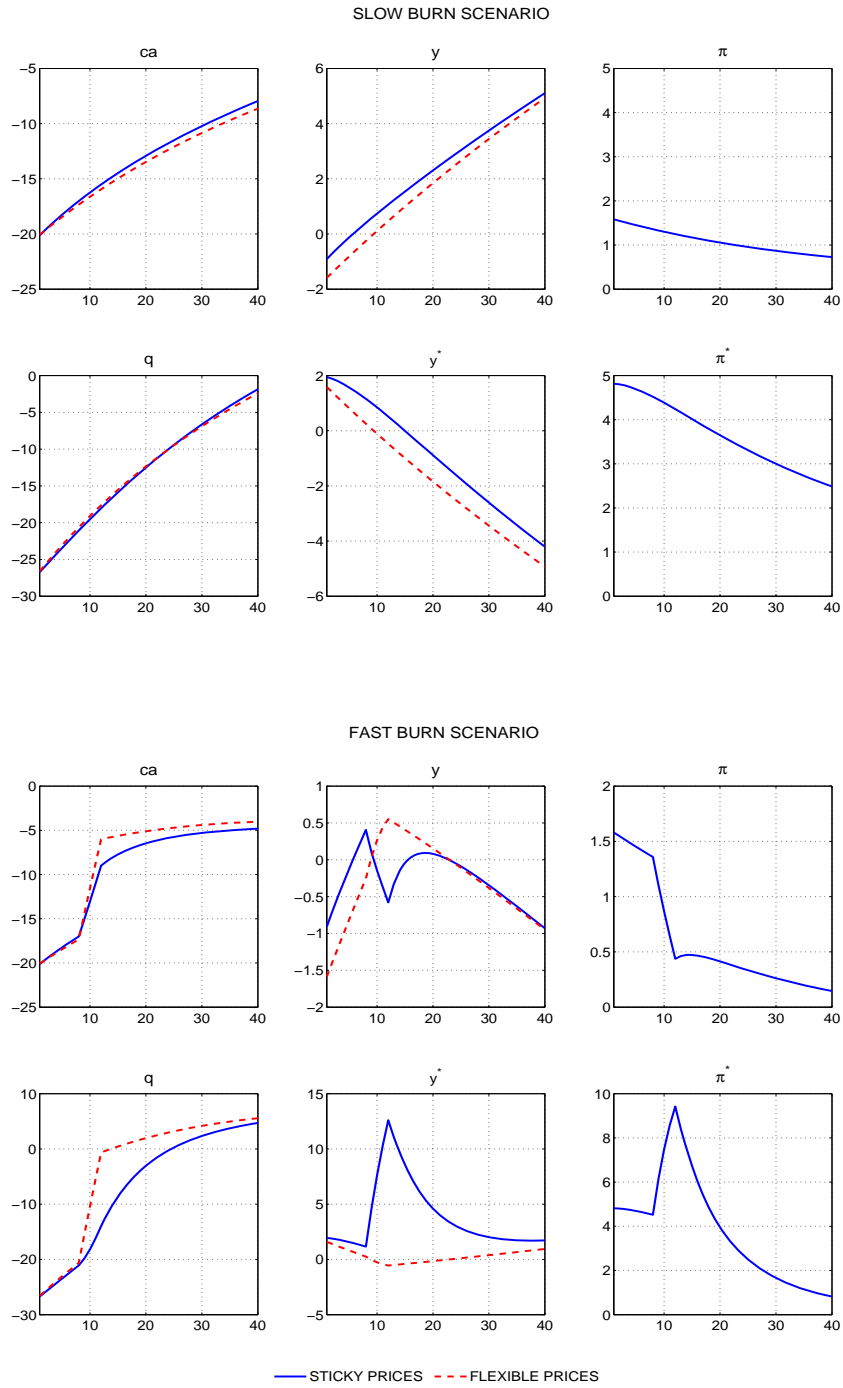 SLOW BURN SCENARIO
ca
y
π
−5
−10
−15
−20
−25
10 20 30 40
6
4
2
0
−2
10 20 30 40
5
4
3
2
1
0
10 20 30 40
q
y*
π*
0
−5
−10
−15
−20
−25
−30
10 20 30 40
2
0
−2
−4
−6
10 20 30 40
5
4
3
2
1
0
10 20 30 40
FAST BURN SCENARIO
ca
y
π
0
−5
−10
−15
−20
−25
10 20 30 40
1
0.5
0
−0.5
−1
−1.5
−2
10 20 30 40
2
1.5
1
0.5
0
10 20 30 40
q
y*
π*
10
0
−10
−20
−30
10 20 30 40
15
10
5
0
−5
10 20 30 40
10
8
6
4
2
0
10 20 30 40
STICKY PRICES FLEXIBLE PRICES